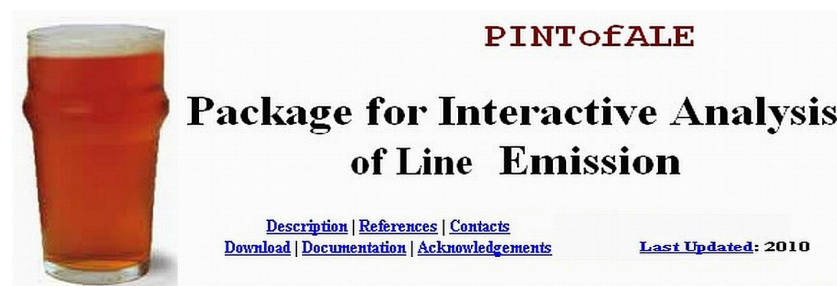 PINTofALE
Package for Interactive Analysis
of Line Emission
Description | References | Contacts
Download | Documentation | Acknowledgements
Last Updated: 2010